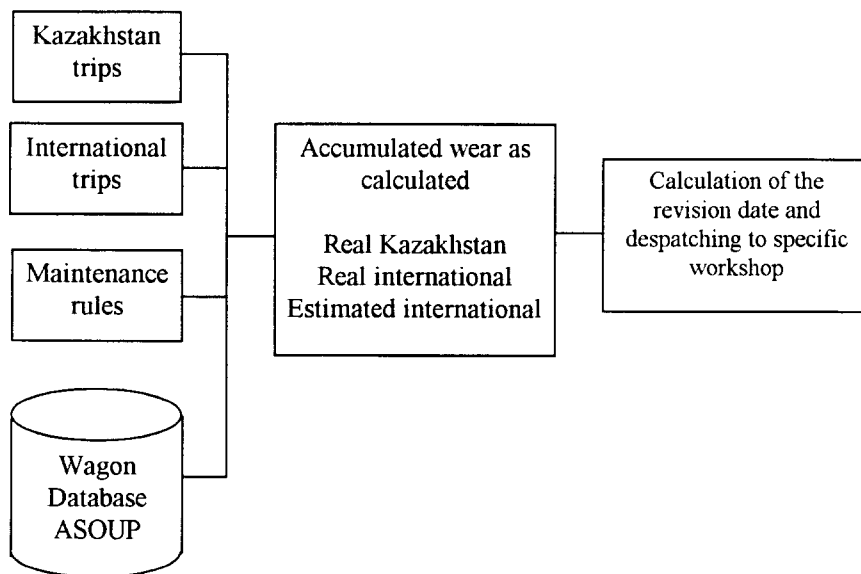 Kazakhstan
trips
International
trips
Maintenance
rules
Wagon
Database
ASOUP
Accumulated wear as
calculated
Real Kazakhstan
Real international
Estimated international
Calculation of the
revision date and
despatching to specific
workshop